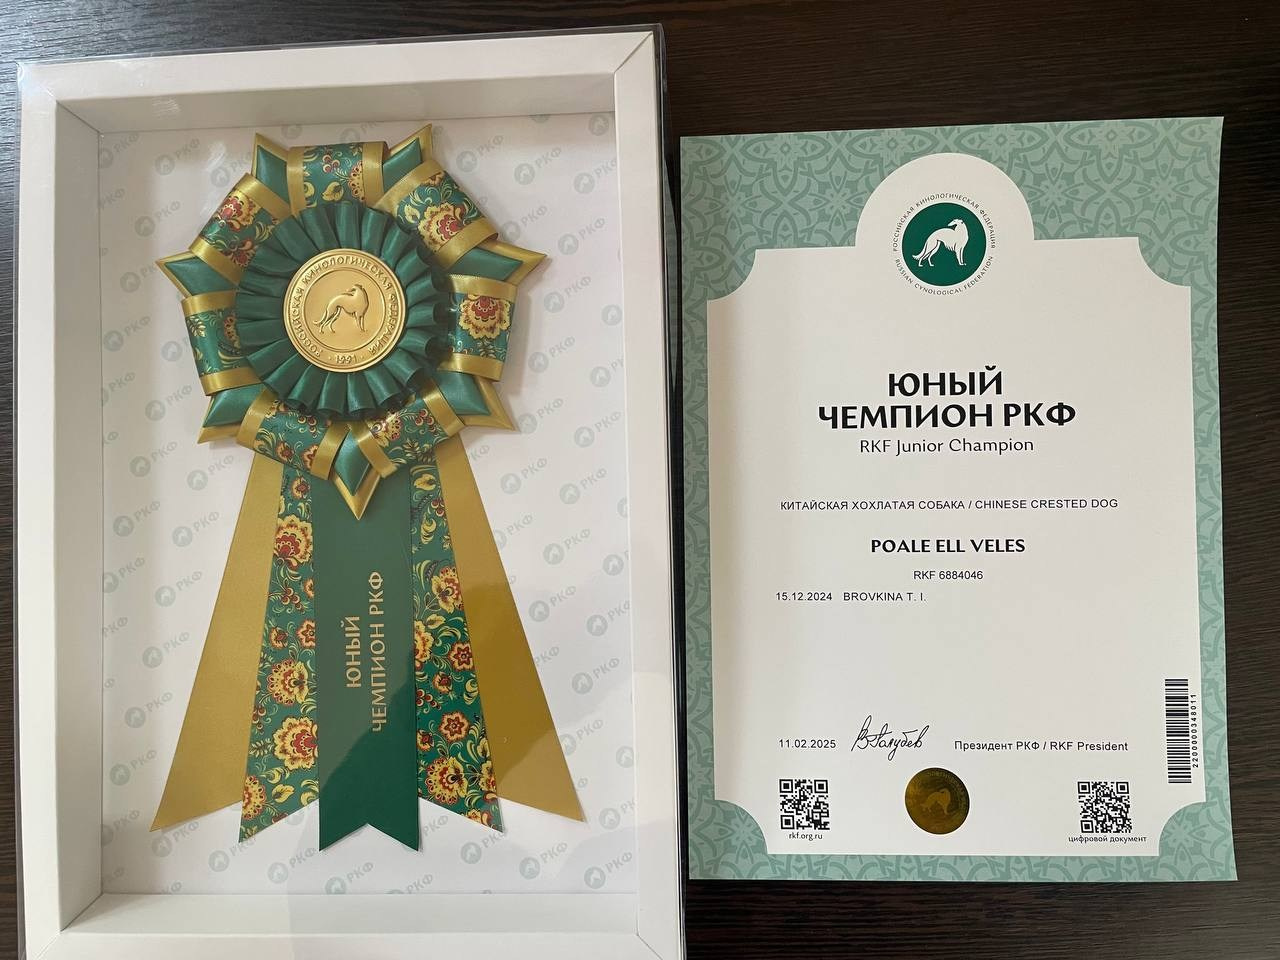 РОССИЙСКАЯ КИНОЛОГИЧЕСКАЯ ФЕДЕРАЦИЯ
· 1991 ·
ЮНЫЙ
ЧЕМПИОН РКФ
РКФ
РОССИЙСКАЯ КИНОЛОГИЧЕСКАЯ ФЕДЕРАЦИЯ
RUSSIAN CYNOLOGICAL FEDERATION
ЮНЫЙ
ЧЕМПИОН РКФ
RKF Junior Champion
КИТАЙСКАЯ ХОХЛАТАЯ СОБАКА / CHINESE CRESTED DOG
POALE ELL VELES
RKF 6884046
15.12.2024 BROVKINA T. I.
11.02.2025
Президент РКФ / RKF President
2200000348011
rkf.org.ru
цифровой документ